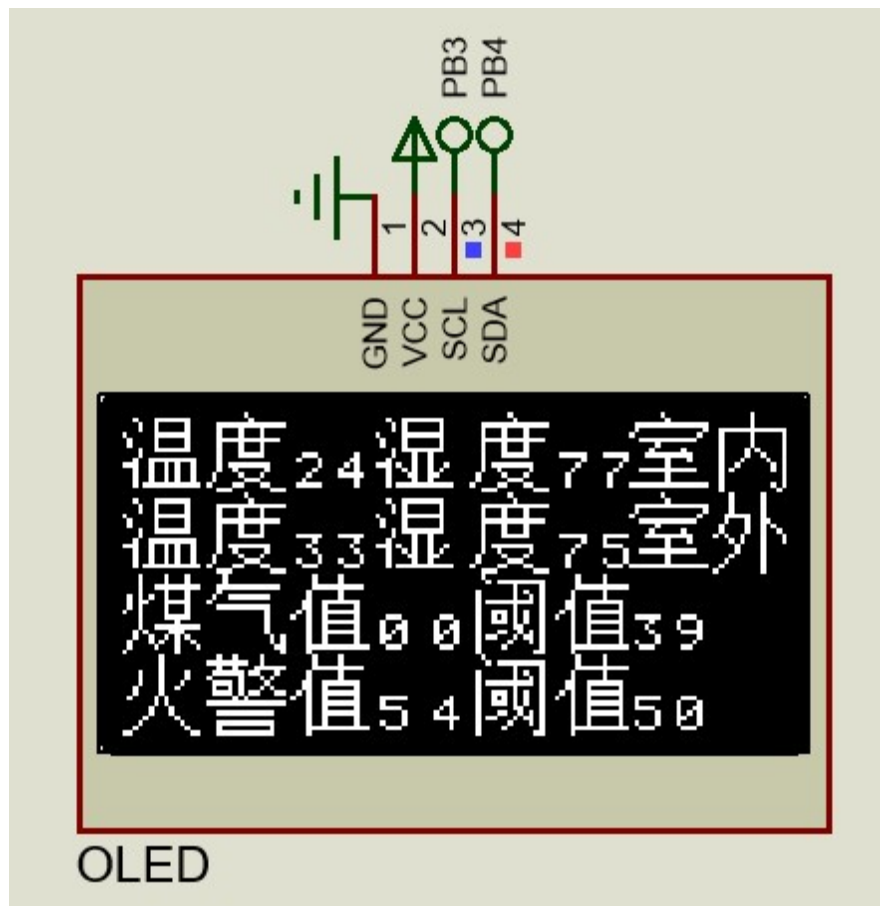 PB3
PB4
1
2
3
4
GND
VCC
SCL
SDA
温度24湿度77室内
温度33湿度75室外
煤气值00阈值39
火警值54阈值50
OLED